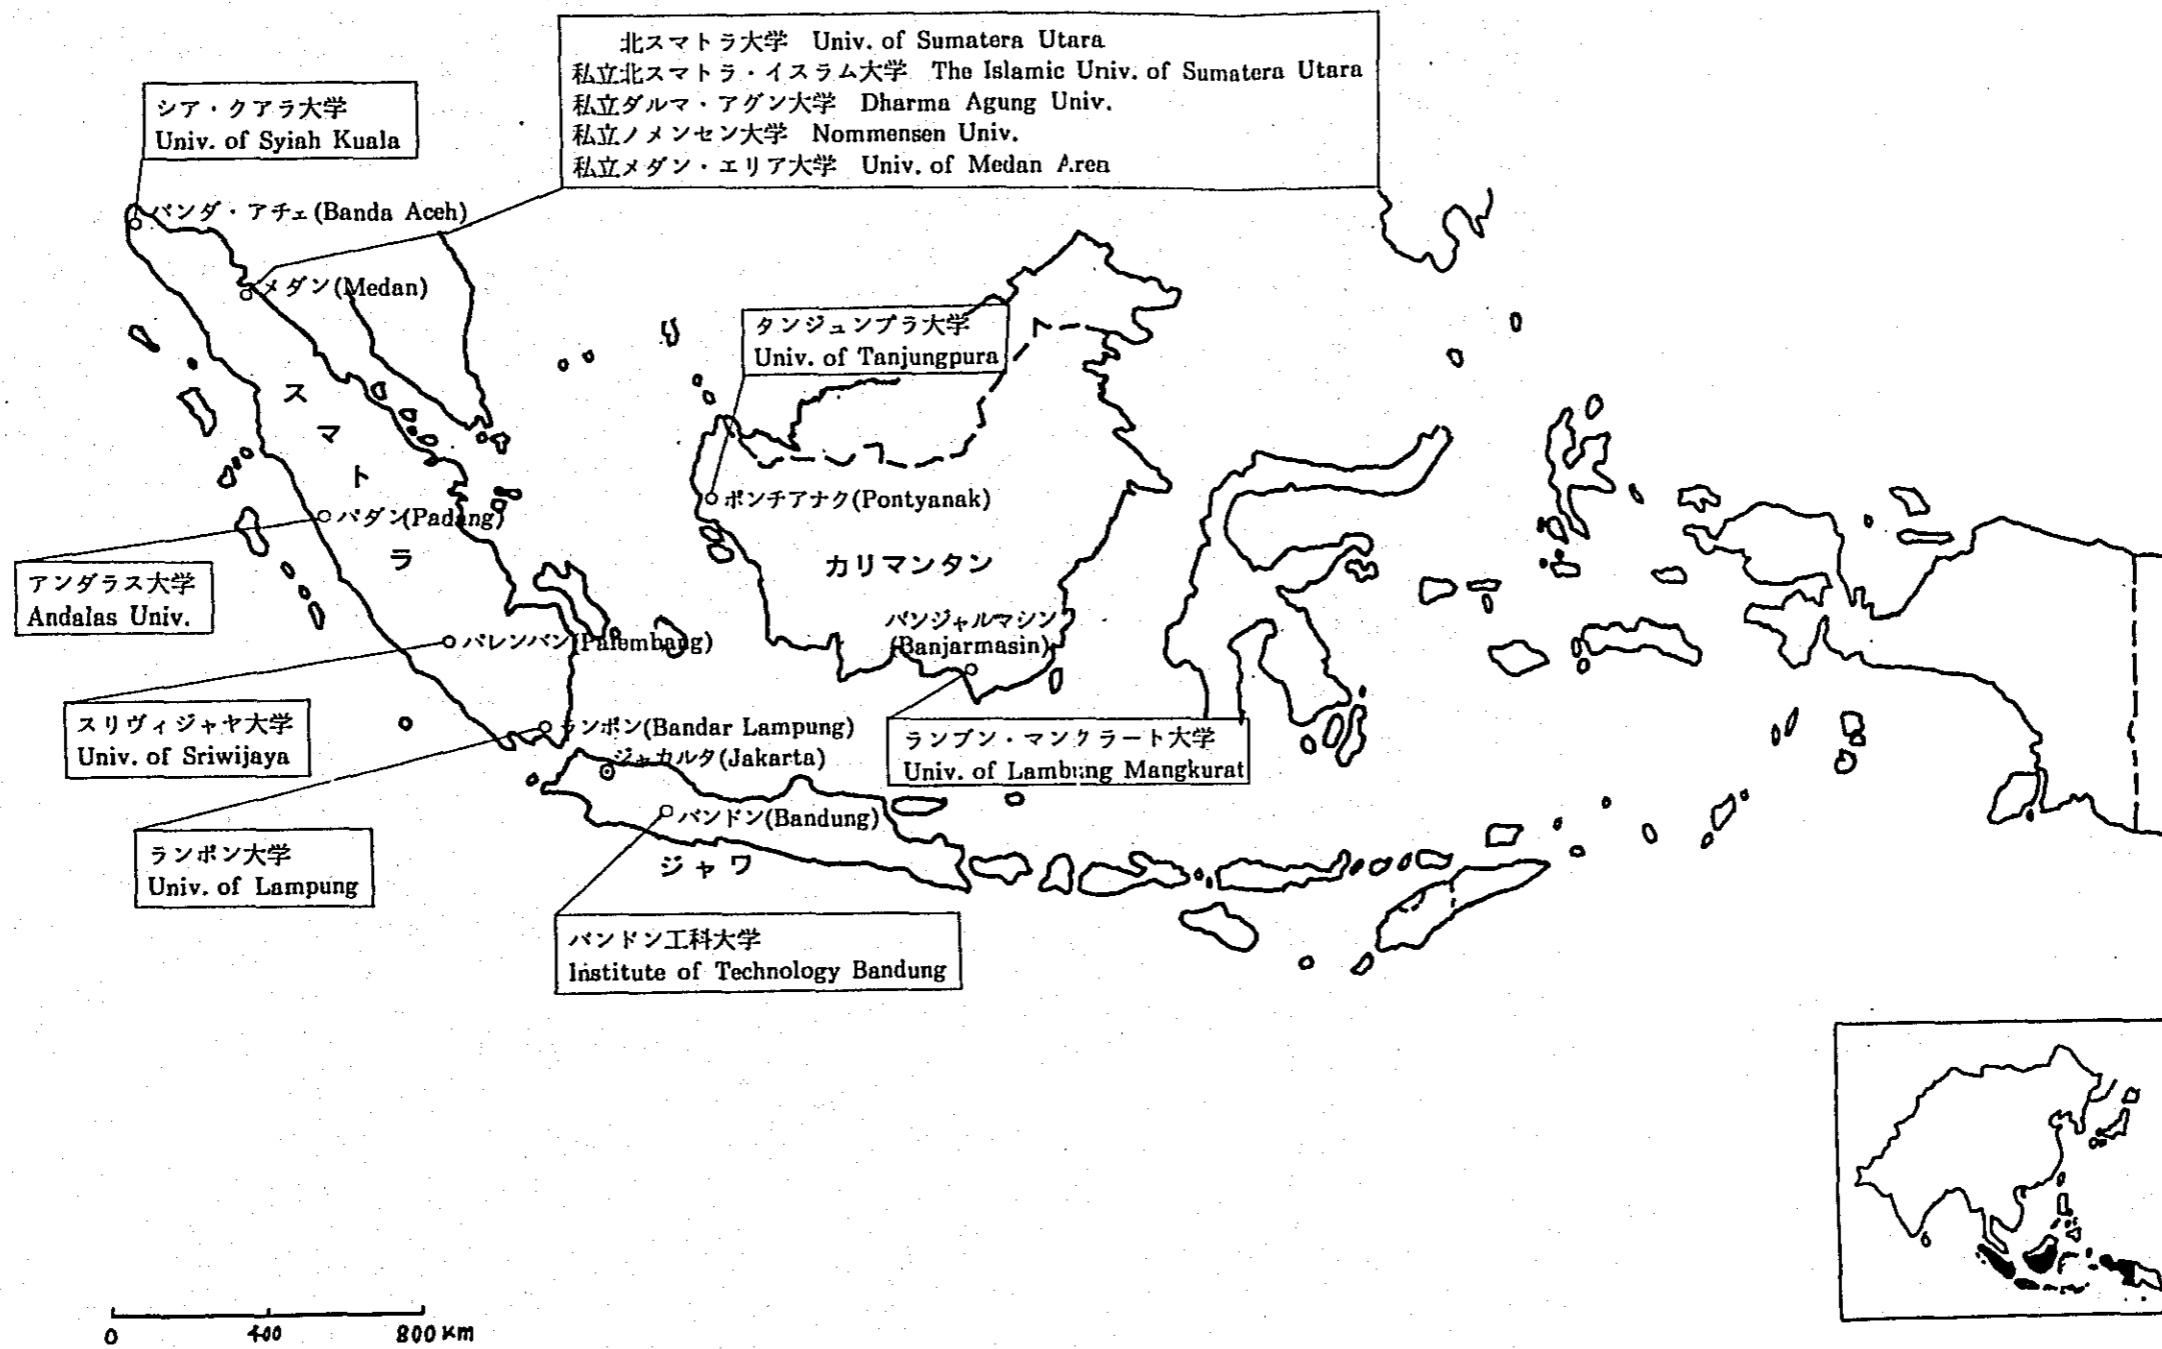 北スマトラ大学 Univ. of Sumatera Utara
私立北スマトラ・イスラム大学 The Islamic Univ. of Sumatera Utara
私立ダルマ・アグン大学 Dharma Agung Univ.
私立ノメンセン大学 Nommensen Univ.
私立メダン・エリア大学 Univ. of Medan Area
シア・クアラ大学
Univ. of Syiah Kuala
バンダ・アチェ(Banda Aceh)
メダン(Medan)
タンジュンプラ大学
Univ. of Tanjungpura
スマトラ
ポンチアナク(Pontyanak)
パダン(Padang)
カリマンタン
アンダラス大学
Andalas Univ.
バンジャルマシン
(Banjarmasin)
パレンバン(Palembang)
スリヴィジャヤ大学
Univ. of Sriwijaya
ランポン(Bandar Lampung)
ジャカルタ(Jakarta)
ランブン・マンクラート大学
Univ. of Lambung Mangkurat
バンドン(Bandung)
ジャワ
ランポン大学
Univ. of Lampung
バンドン工科大学
Institute of Technology Bandung
0 400 800 Km